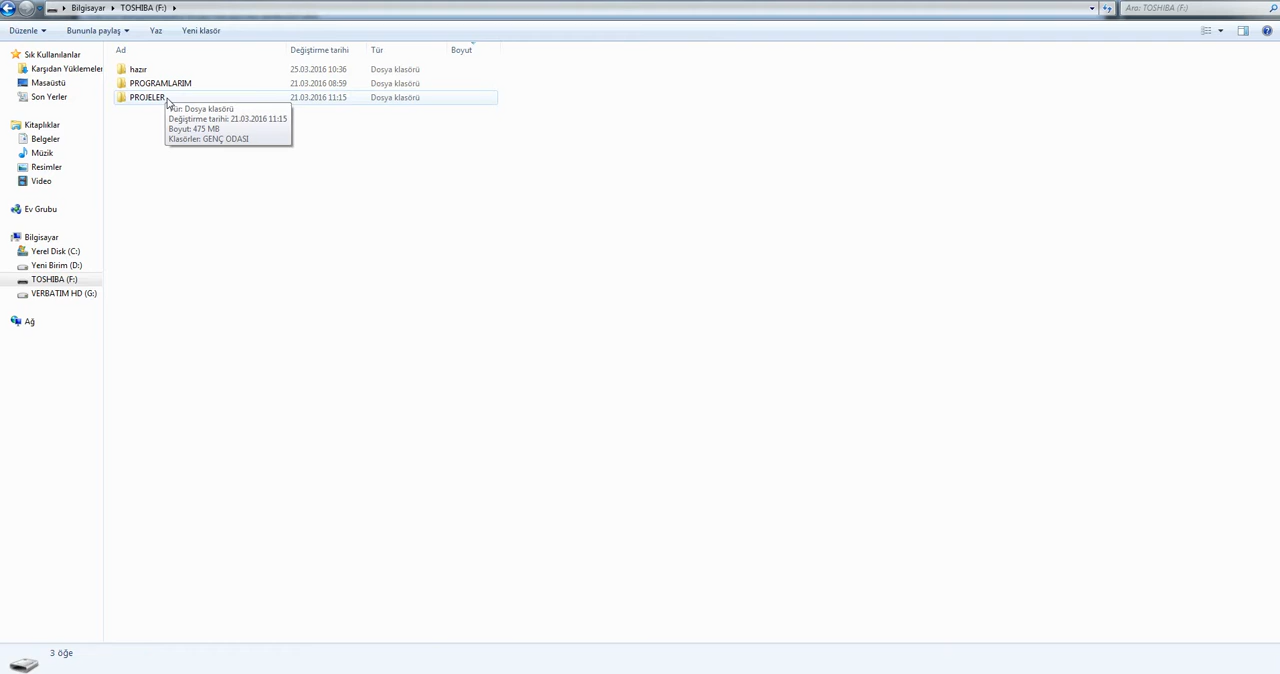 Bilgisayar ▸ TOSHIBA (F:) ▸
Ara: TOSHIBA (F:)
Düzenle Bununla paylaş Yaz Yeni klasör
Ad Değiştirme tarihi Tür Boyut
hazır 25.03.2016 10:36 Dosya klasörü
PROGRAMLARIM 21.03.2016 08:59 Dosya klasörü
PROJELER 21.03.2016 11:15 Dosya klasörü
Tür: Dosya klasörü
Değiştirme tarihi: 21.03.2016 11:15
Boyut: 475 MB
Klasörler: GENÇ ODASI
Sık Kullanılanlar
Karşıdan Yüklemeler
Masaüstü
Son Yerler
Kitaplıklar
Belgeler
Müzik
Resimler
Video
Ev Grubu
Bilgisayar
Yerel Disk (C:)
Yeni Birim (D:)
TOSHIBA (F:)
VERBATIM HD (G:)
Ağ
3 öğe